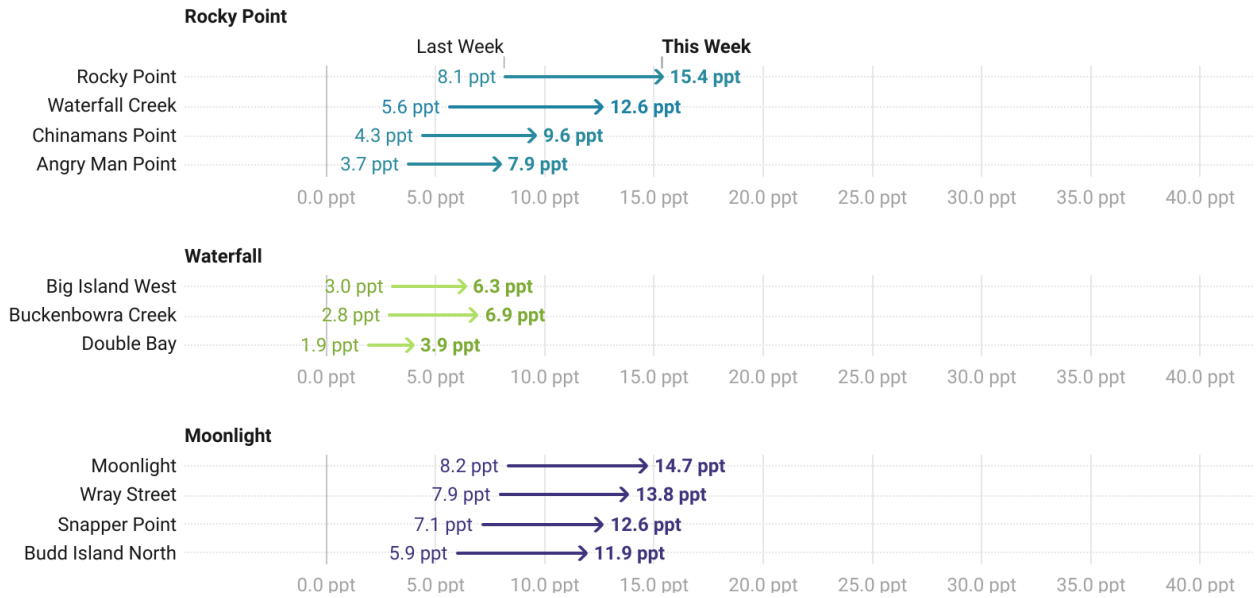 Rocky Point
Last Week This Week
Rocky Point 8.1 ppt 15.4 ppt
Waterfall Creek 5.6 ppt 12.6 ppt
Chinamans Point 4.3 ppt 9.6 ppt
Angry Man Point 3.7 ppt 7.9 ppt
0.0 ppt 5.0 ppt 10.0 ppt 15.0 ppt 20.0 ppt 25.0 ppt 30.0 ppt 35.0 ppt 40.0 ppt
Waterfall
Big Island West 3.0 ppt 6.3 ppt
Buckenbowra Creek 2.8 ppt 6.9 ppt
Double Bay 1.9 ppt 3.9 ppt
0.0 ppt 5.0 ppt 10.0 ppt 15.0 ppt 20.0 ppt 25.0 ppt 30.0 ppt 35.0 ppt 40.0 ppt
Moonlight
Moonlight 8.2 ppt 14.7 ppt
Wray Street 7.9 ppt 13.8 ppt
Snapper Point 7.1 ppt 12.6 ppt
Budd Island North 5.9 ppt 11.9 ppt
0.0 ppt 5.0 ppt 10.0 ppt 15.0 ppt 20.0 ppt 25.0 ppt 30.0 ppt 35.0 ppt 40.0 ppt